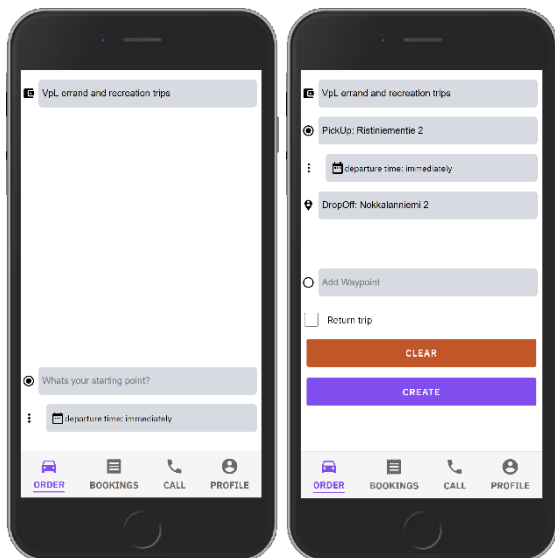 VpL errand and recreation trips
Whats your starting point?
departure time: immediately
ORDER BOOKINGS CALL PROFILE
VpL errand and recreation trips
PickUp: Ristiniementie 2
departure time: immediately
DropOff: Nokkalanniemi 2
Add Waypoint
Return trip
CLEAR
CREATE
ORDER BOOKINGS CALL PROFILE